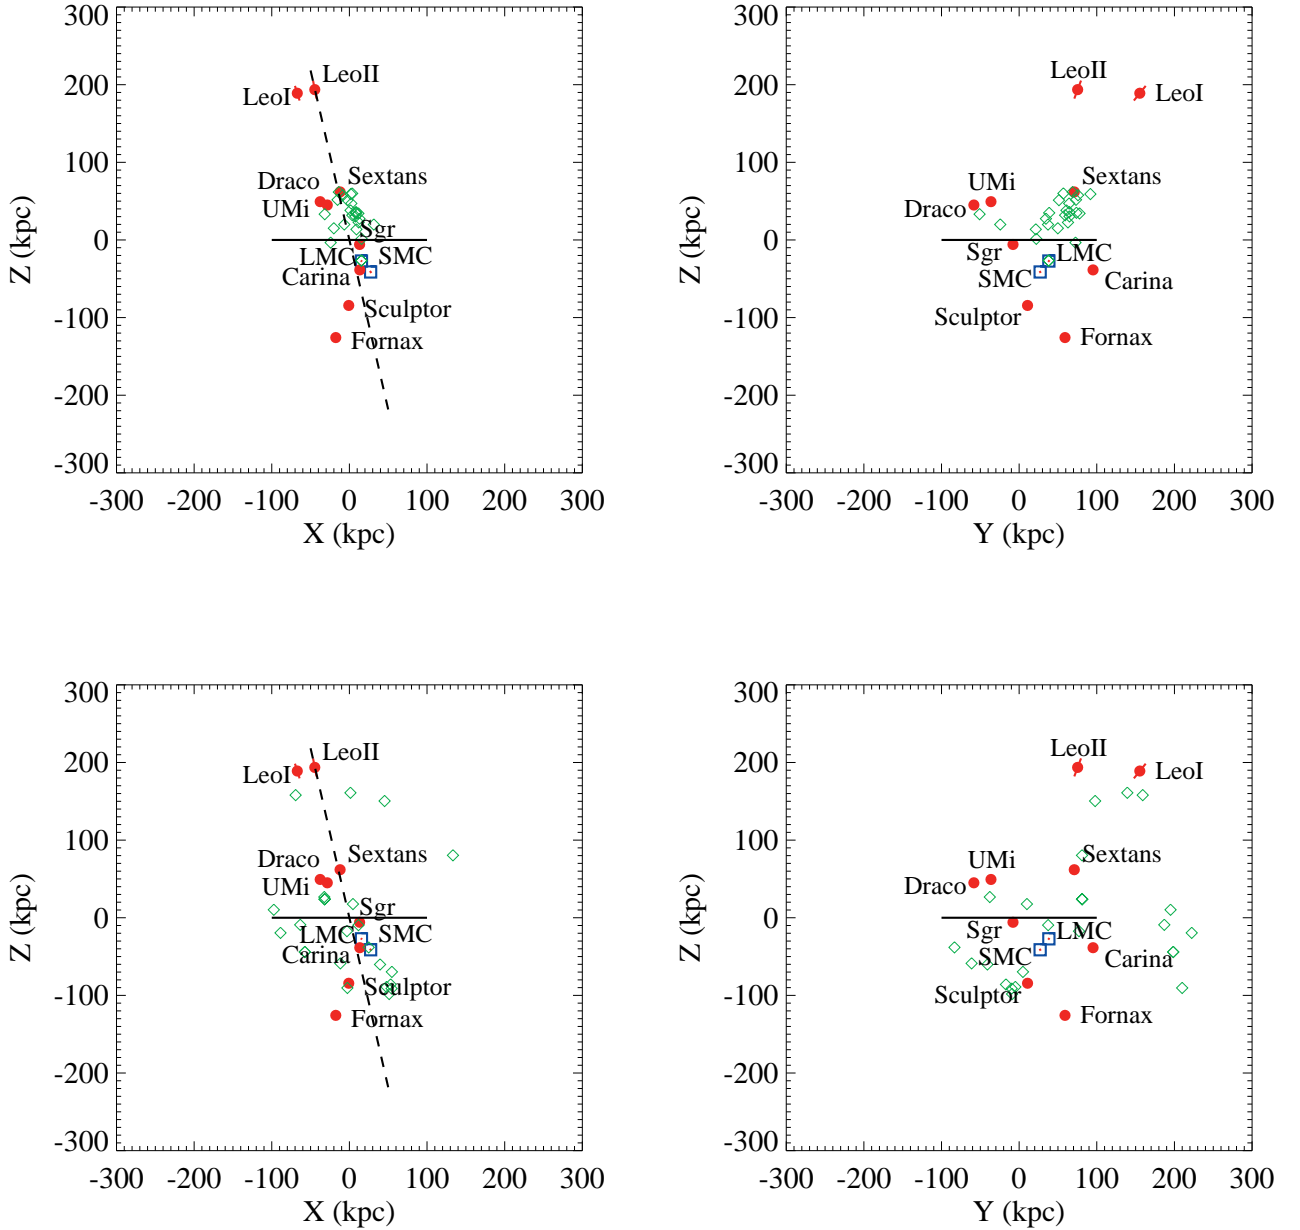 300
200
100
0
-100
-200
-300
Z (kpc)
LeoI
LeoII
Draco
Sextans
UMi
Sgr
LMC
SMC
Carina
Sculptor
Fornax
-300 -200 -100 0 100 200 300
X (kpc)
300
200
100
0
-100
-200
-300
Z (kpc)
LeoII
LeoI
UMi
Sextans
Draco
Sgr
LMC
SMC
Carina
Sculptor
Fornax
-300 -200 -100 0 100 200 300
Y (kpc)
300
200
100
0
-100
-200
-300
Z (kpc)
LeoI
LeoII
Draco
Sextans
UMi
Sgr
LMC
SMC
Carina
Sculptor
Fornax
-300 -200 -100 0 100 200 300
X (kpc)
300
200
100
0
-100
-200
-300
Z (kpc)
LeoII
LeoI
UMi
Sextans
Draco
Sgr
LMC
SMC
Carina
Sculptor
Fornax
-300 -200 -100 0 100 200 300
Y (kpc)